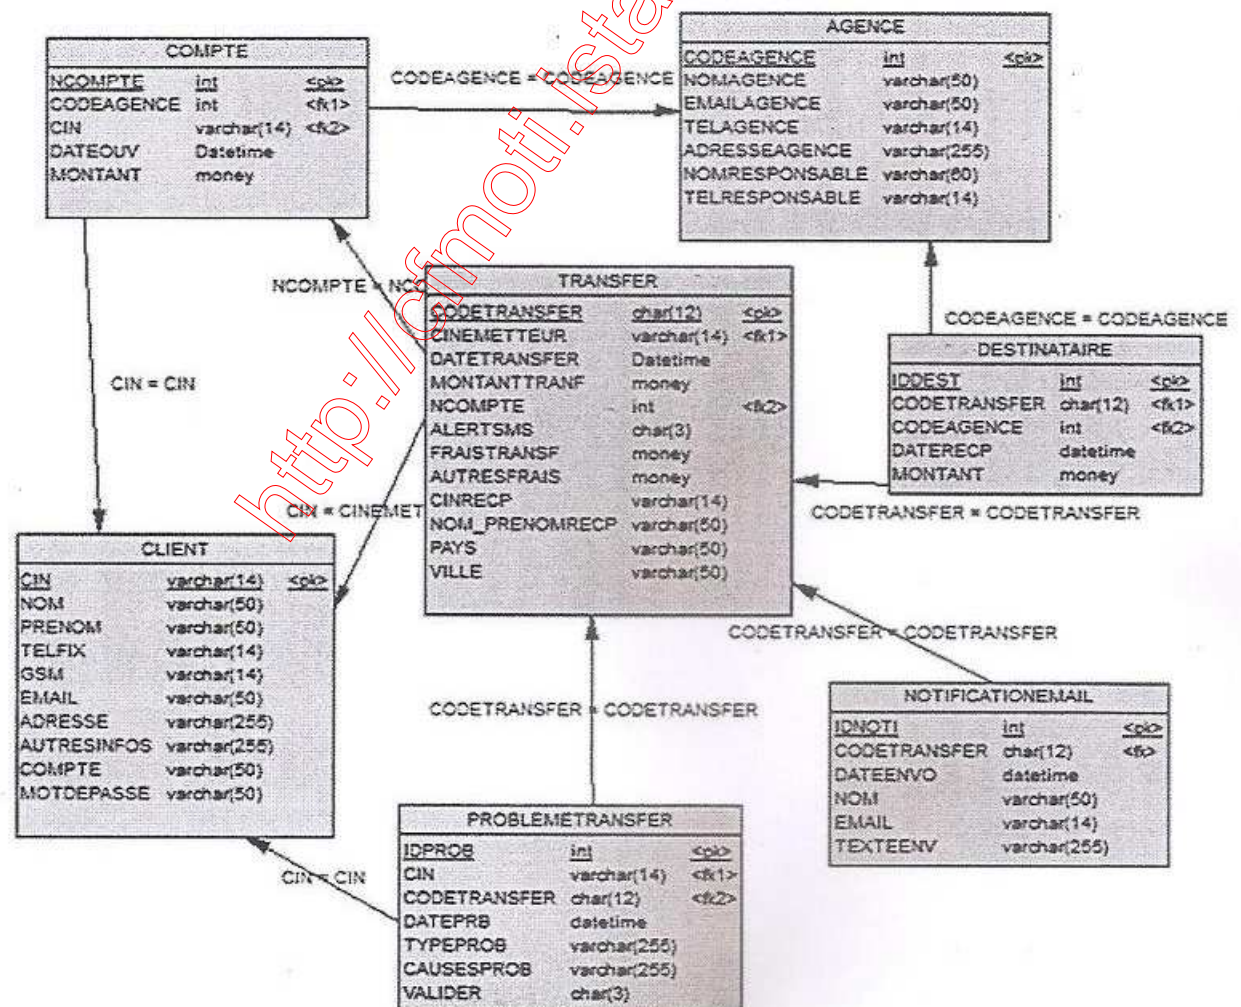 COMPTE
NCOMPTE int <pk>
CODEAGENCE int <fk1>
CIN varchar(14) <fk2>
DATEOUV Datetime
MONTANT money
CODEAGENCE = CODEAGENCE
AGENCE
CODEAGENCE int <pk>
NOMAGENCE varchar(50)
EMAILAGENCE varchar(50)
TELAGENCE varchar(14)
ADRESSEAGENCE varchar(255)
NOMRESPONSABLE varchar(60)
TELRESPONSABLE varchar(14)
NCOMPTE = NCO
TRANSFER
CODETRANSFER char(12) <pk>
CINEMETTEUR varchar(14) <fk1>
DATETRANSFER Datetime
MONTANTTRANF money
NCOMPTE int <fk2>
ALERTSMS char(3)
FRAISTRANSF money
AUTRESFRAIS money
CINRECP varchar(14)
NOM_PRENOMRECP varchar(50)
PAYS varchar(50)
VILLE varchar(50)
CODEAGENCE = CODEAGENCE
DESTINATAIRE
IDDEST int <pk>
CODETRANSFER char(12) <fk1>
CODEAGENCE int <fk2>
DATERECP datetime
MONTANT money
CIN = CIN
CIN = CINEMET
CODETRANSFER = CODETRANSFER
CLIENT
CIN varchar(14) <pk>
NOM varchar(50)
PRENOM varchar(50)
TELFIX varchar(14)
GSM varchar(14)
EMAIL varchar(50)
ADRESSE varchar(255)
AUTRESINFOS varchar(255)
COMPTE varchar(50)
MOTDEPASSE varchar(50)
CODETRANSFER = CODETRANSFER
CODETRANSFER = CODETRANSFER
NOTIFICATIONEMAIL
IDNOTI int <pk>
CODETRANSFER char(12) <fk>
DATEENVO datetime
NOM varchar(50)
EMAIL varchar(14)
TEXTEENV varchar(255)
CIN = CIN
PROBLEMETRANSFER
IDPROB int <pk>
CIN varchar(14) <fk1>
CODETRANSFER char(12) <fk2>
DATEPRB datetime
TYPEPROB varchar(255)
CAUSESPROB varchar(255)
VALIDER char(3)
http://cfmoti.ista